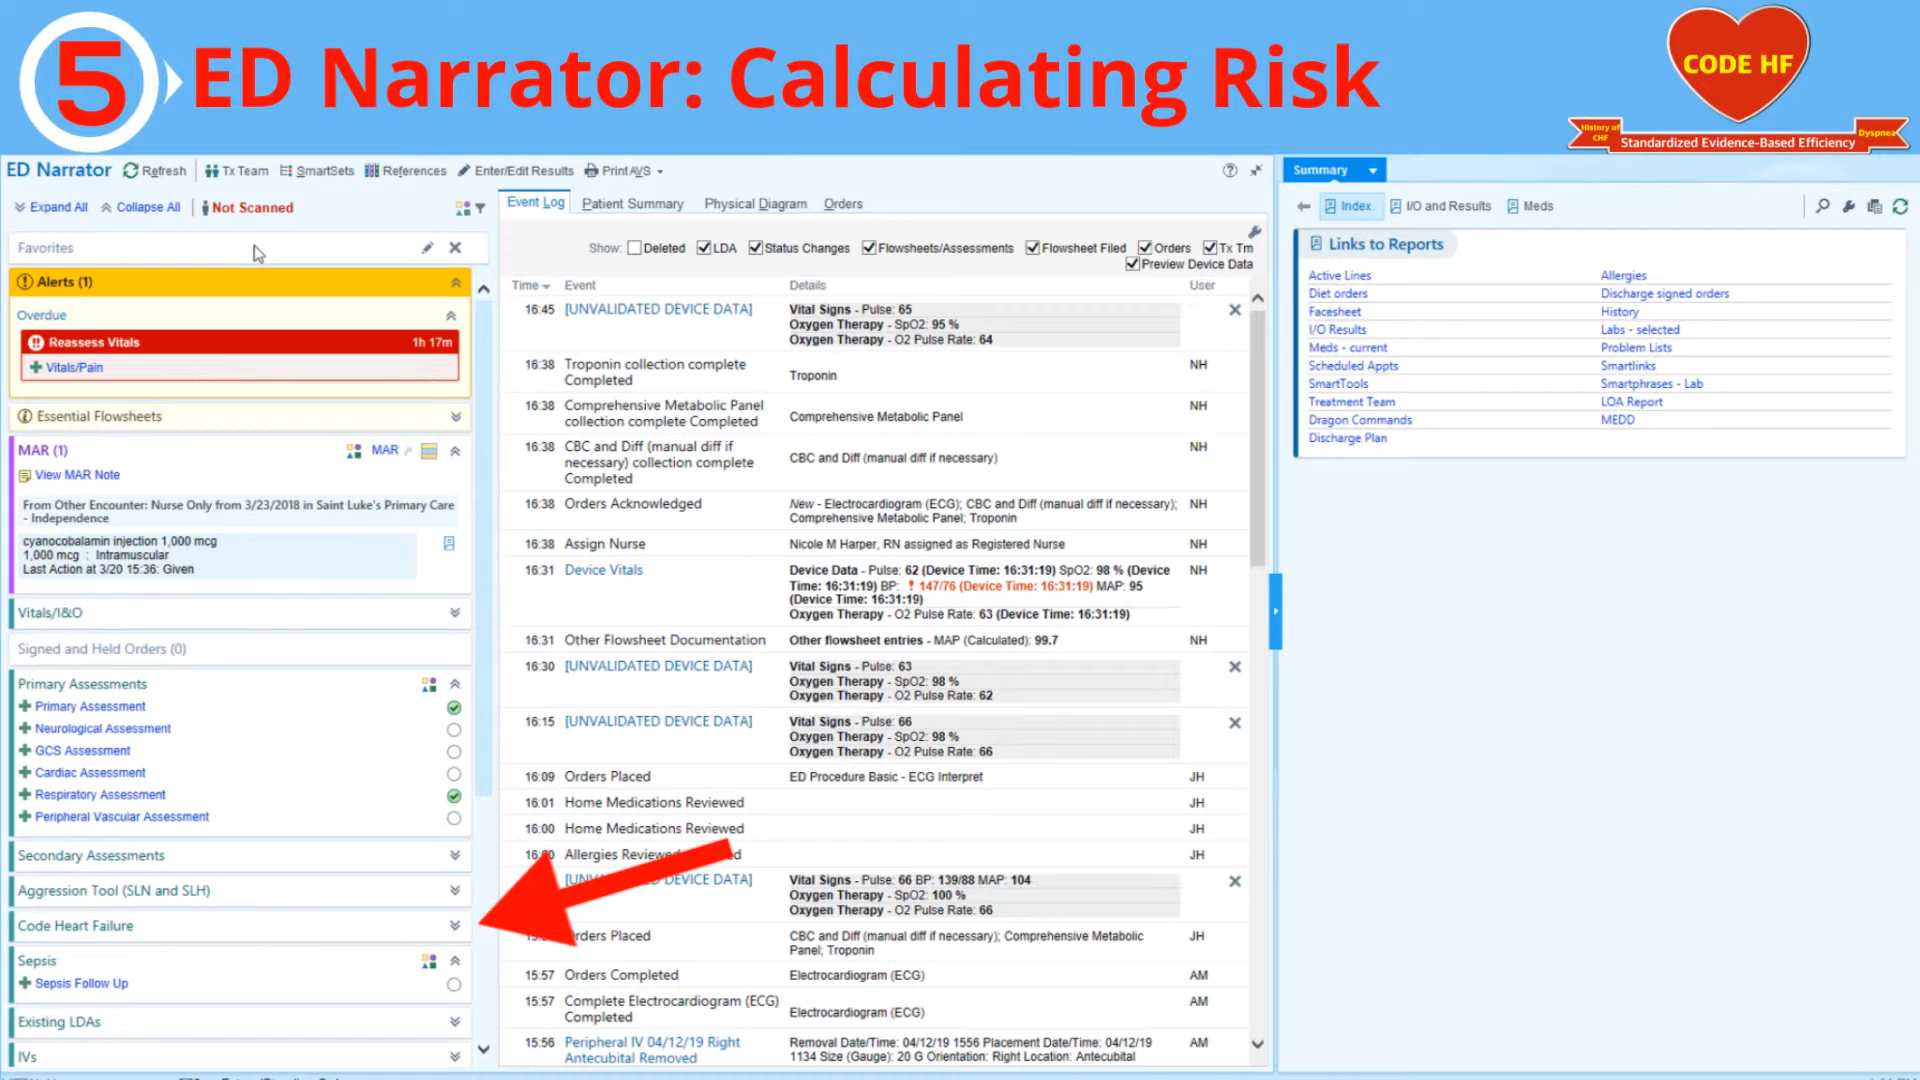 5 ED Narrator: Calculating Risk
CODE HF
History of
CHF
Standardized Evidence-Based Efficiency
Dyspnea
ED Narrator Refresh Tx Team SmartSets References Enter/Edit Results Print AVS
Expand All Collapse All Not Scanned
Favorites
Alerts (1)
Overdue
Reassess Vitals 1h 17m
Vitals/Pain
Essential Flowsheets
MAR (1) MAR
View MAR Note
From Other Encounter: Nurse Only from 3/23/2018 in Saint Luke's Primary Care
- Independence
cyanocobalamin injection 1,000 mcg
1,000 mcg : Intramuscular
Last Action at 3/20 15:36: Given
Vitals/I&O
Signed and Held Orders (0)
Primary Assessments
Primary Assessment
Neurological Assessment
GCS Assessment
Cardiac Assessment
Respiratory Assessment
Peripheral Vascular Assessment
Secondary Assessments
Aggression Tool (SLN and SLH)
Code Heart Failure
Sepsis
Sepsis Follow Up
Existing LDAs
IVs
Event Log Patient Summary Physical Diagram Orders
Show: Deleted LDA Status Changes Flowsheets/Assessments Flowsheet Filed Orders Tx Tm
Preview Device Data
Time Event Details User
16:45 [UNVALIDATED DEVICE DATA] Vital Signs - Pulse: 65
Oxygen Therapy - SpO2: 95 %
Oxygen Therapy - O2 Pulse Rate: 64
16:38 Troponin collection complete
Completed
Troponin NH
16:38 Comprehensive Metabolic Panel
collection complete Completed
Comprehensive Metabolic Panel NH
16:38 CBC and Diff (manual diff if
necessary) collection complete
Completed
CBC and Diff (manual diff if necessary) NH
16:38 Orders Acknowledged New - Electrocardiogram (ECG); CBC and Diff (manual diff if necessary); NH
Comprehensive Metabolic Panel; Troponin
16:38 Assign Nurse Nicole M Harper, RN assigned as Registered Nurse NH
16:31 Device Vitals Device Data - Pulse: 62 (Device Time: 16:31:19) SpO2: 98 % (Device NH
Time: 16:31:19) BP: ! 147/76 (Device Time: 16:31:19) MAP: 95
(Device Time: 16:31:19)
Oxygen Therapy - O2 Pulse Rate: 63 (Device Time: 16:31:19)
16:31 Other Flowsheet Documentation Other flowsheet entries - MAP (Calculated): 99.7 NH
16:30 [UNVALIDATED DEVICE DATA] Vital Signs - Pulse: 63
Oxygen Therapy - SpO2: 98 %
Oxygen Therapy - O2 Pulse Rate: 62
16:15 [UNVALIDATED DEVICE DATA] Vital Signs - Pulse: 66
Oxygen Therapy - SpO2: 98 %
Oxygen Therapy - O2 Pulse Rate: 66
16:09 Orders Placed ED Procedure Basic - ECG Interpret JH
16:01 Home Medications Reviewed JH
16:00 Home Medications Reviewed JH
Allergies Reviewed JH
DEVICE DATA] Vital Signs - Pulse: 66 BP: 139/88 MAP: 104
Oxygen Therapy - SpO2: 100 %
Oxygen Therapy - O2 Pulse Rate: 66
Placed CBC and Diff (manual diff if necessary); Comprehensive Metabolic JH
Panel; Troponin
15:57 Orders Completed Electrocardiogram (ECG) AM
15:57 Complete Electrocardiogram (ECG)
Completed
Electrocardiogram (ECG) AM
15:56 Peripheral IV 04/12/19 Right Removal Date/Time: 04/12/19 1556 Placement Date/Time: 04/12/19 AM
Antecubital Removed 1134 Size (Gauge): 20 G Orientation: Right Location: Antecubital
Summary
Index I/O and Results Meds
Links to Reports
Active Lines Allergies
Diet orders Discharge signed orders
Facesheet History
I/O Results Labs - selected
Meds - current Problem Lists
Scheduled Appts Smartlinks
SmartTools Smartphrases - Lab
Treatment Team LOA Report
Dragon Commands MEDD
Discharge Plan